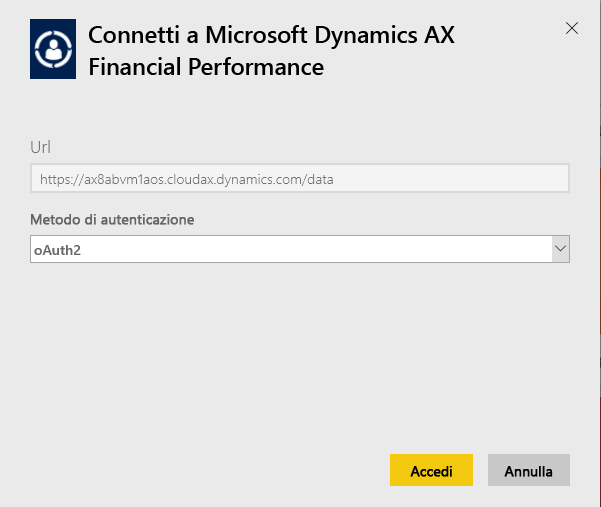 Connetti a Microsoft Dynamics AX
Financial Performance
Url
https://ax8abvm1aos.cloudax.dynamics.com/data
Metodo di autenticazione
oAuth2
Accedi
Annulla